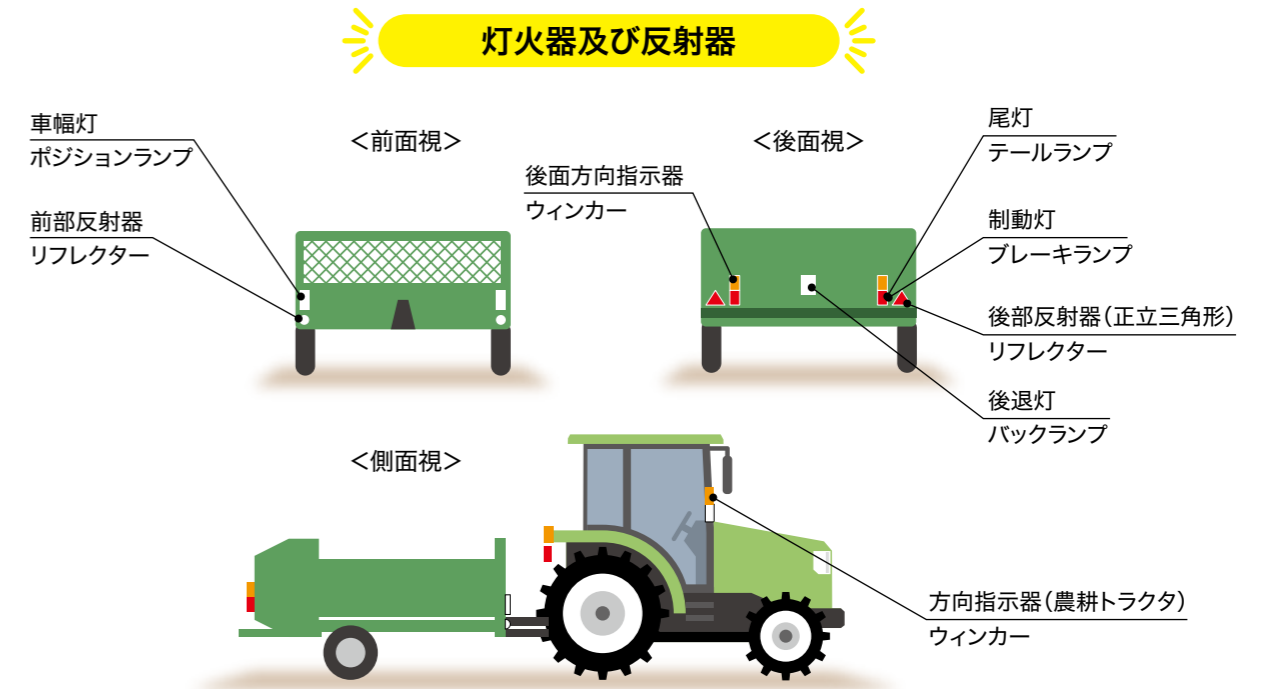 灯火器及び反射器
車幅灯
ポジションランプ
前部反射器
リフレクター
＜前面視＞
＜後面視＞
後面方向指示器
ウィンカー
尾灯
テールランプ
制動灯
ブレーキランプ
後部反射器（正立三角形）
リフレクター
後退灯
バックランプ
＜側面視＞
方向指示器（農耕トラクタ）
ウィンカー